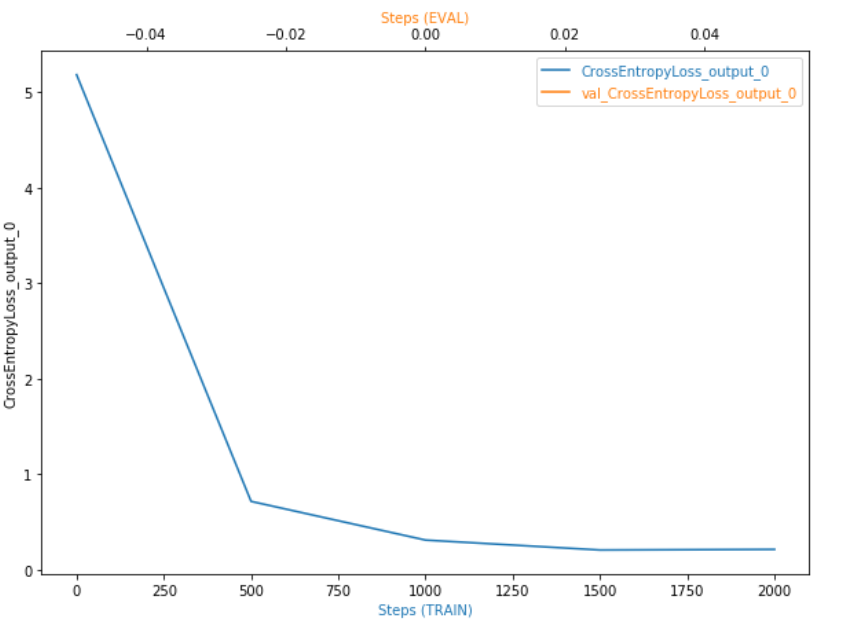 Steps (EVAL)
−0.04 −0.02 0.00 0.02 0.04
CrossEntropyLoss_output_0
val_CrossEntropyLoss_output_0
CrossEntropyLoss_output_0
5
4
3
2
1
0
0 250 500 750 1000 1250 1500 1750 2000
Steps (TRAIN)